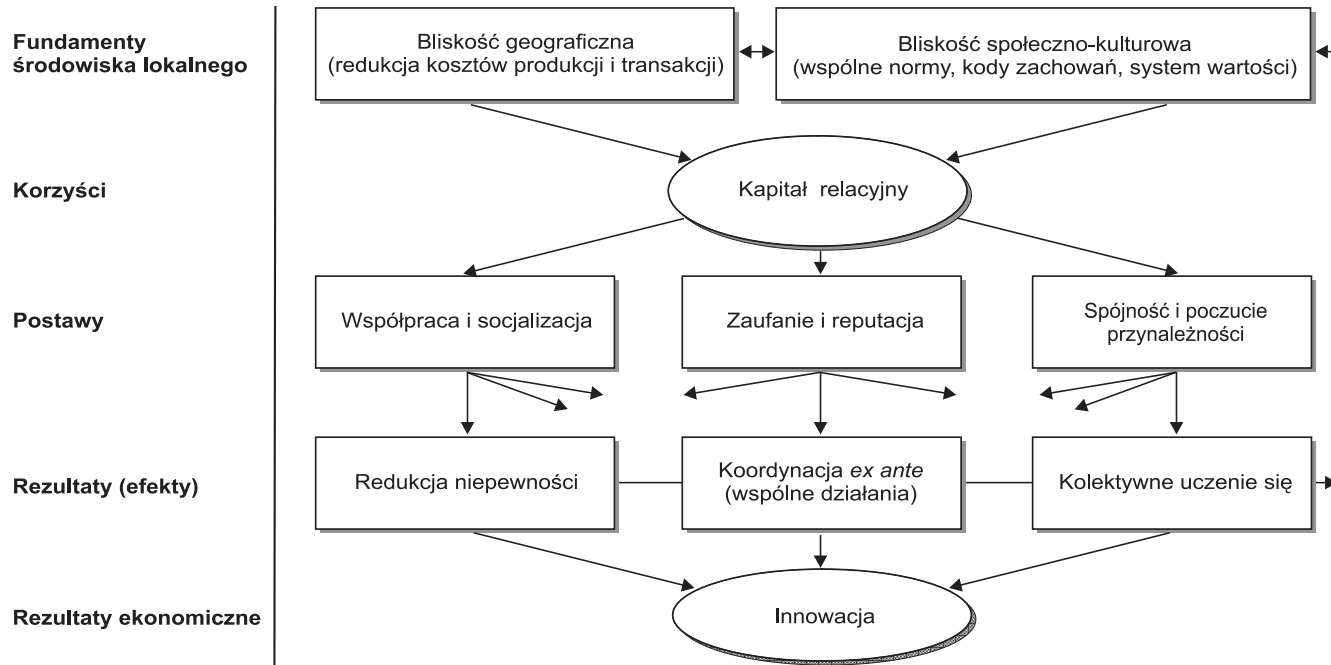 Fundamenty
środowiska lokalnego
Bliskość geograficzna
(redukcja kosztów produkcji i transakcji)
Bliskość społeczno-kulturowa
(wspólne normy, kody zachowań, system wartości)
Korzyści
Kapitał relacyjny
Postawy
Współpraca i socjalizacja
Zaufanie i reputacja
Spójność i poczucie
przynależności
Rezultaty (efekty)
Redukcja niepewności
Koordynacja ex ante
(wspólne działania)
Kolektywne uczenie się
Rezultaty ekonomiczne
Innowacja